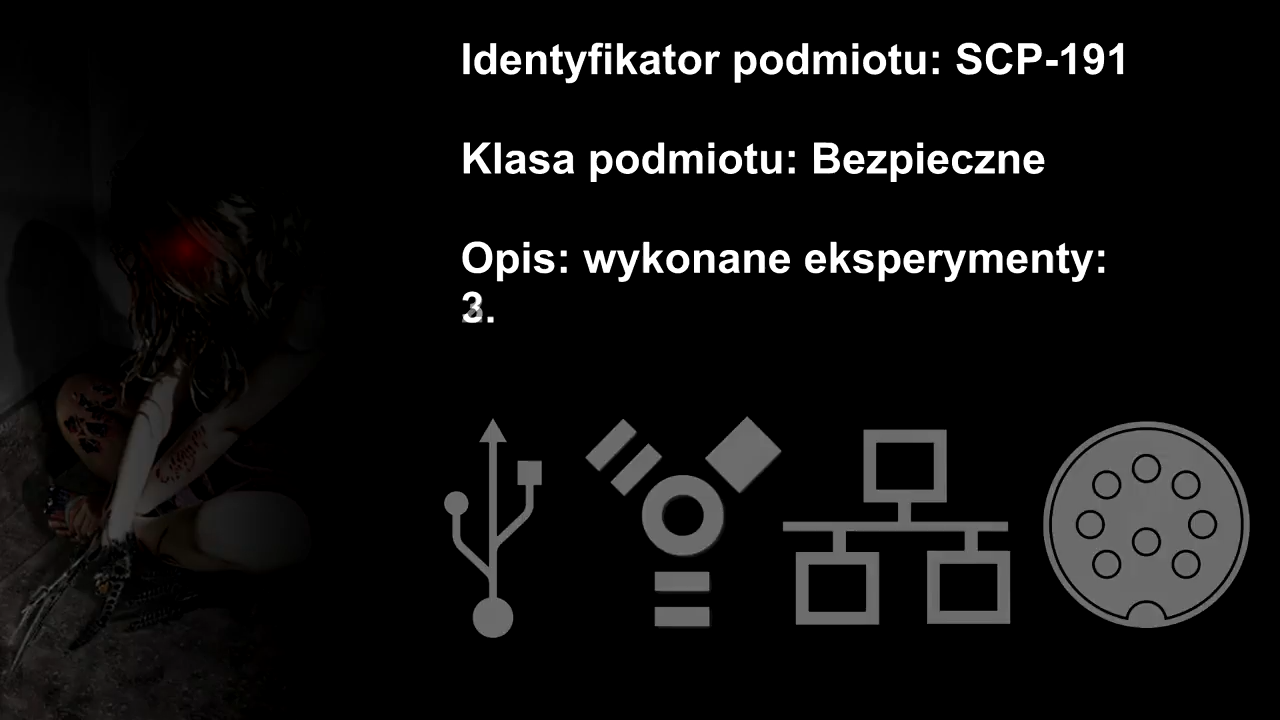 Identyfikator podmiotu: SCP-191
Klasa podmiotu: Bezpieczne
Opis: wykonane eksperymenty:
3.